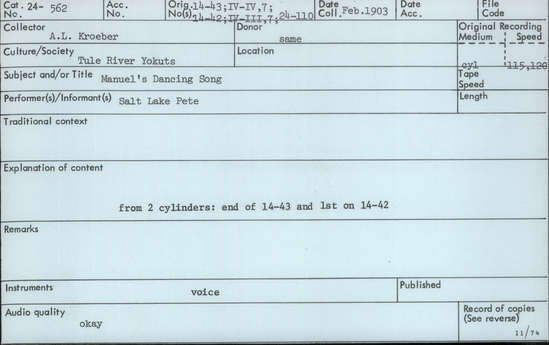 Cat. 24- 562 Acc. No. Orig. No(s) 14-43;IV-IV,7; 14-42;IV-III,7;24-110 Date Coll. Feb.1903 Date Acc. File Code
Collector A.L. Kroeber Donor same Original Recording Medium Speed
Culture/Society Tule River Yokuts Location cyl 115,120
Subject and/or Title Manuel's Dancing Song Tape Speed
Performer(s)/Informant(s) Salt Lake Pete Length
Traditional context
Explanation of content
from 2 cylinders: end of 14-43 and 1st on 14-42
Remarks
Instruments voice Published
Audio quality okay Record of copies (See reverse)
11/74